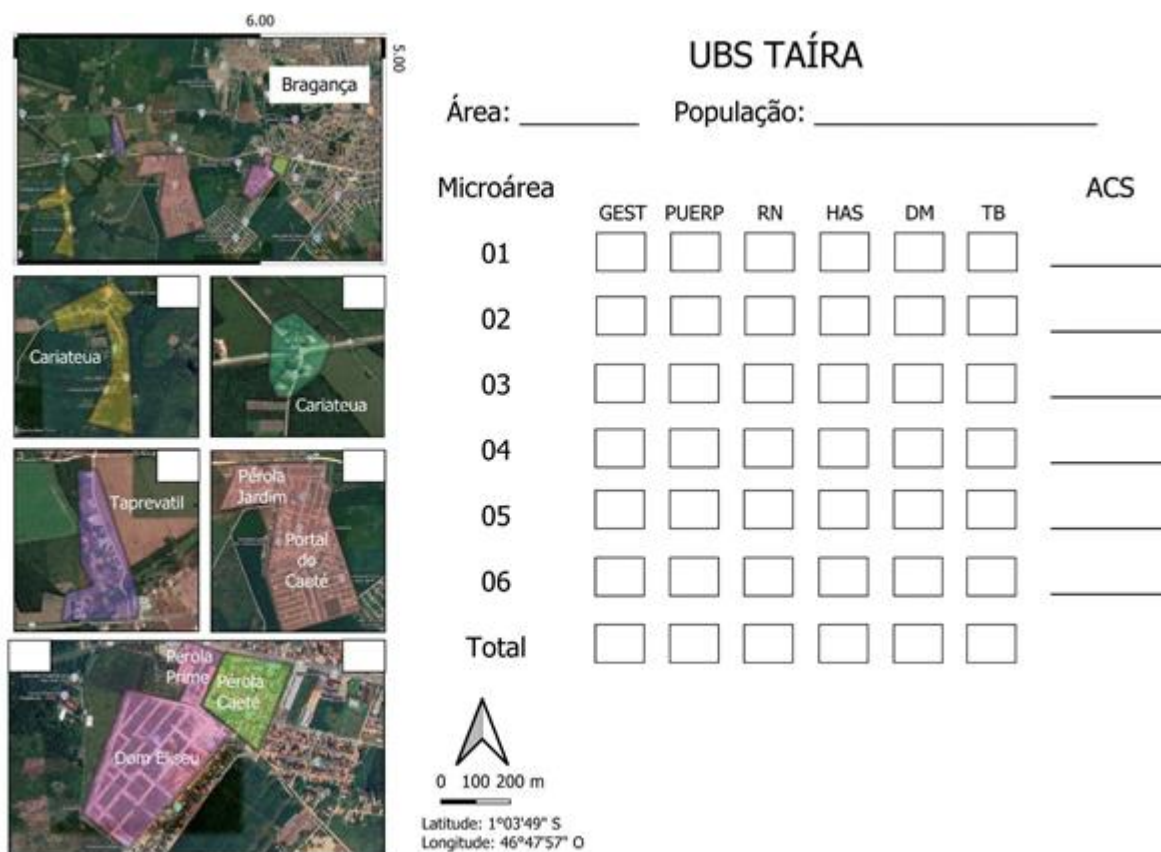 6.00
5.00
Bragança
Cariateua
Cariateua
Taprevatil
Pérola
Jardim
Portal
do
Caeté
Pérola
Prime
Pérola
Caeté
Dom Eliseu
UBS TAÍRA
Área: __________ População: ________________________
Microárea ACS
GEST PUERP RN HAS DM TB
01
02
03
04
05
06
Total
0 100 200 m
Latitude: 1°03'49" S
Longitude: 46°47'57" O